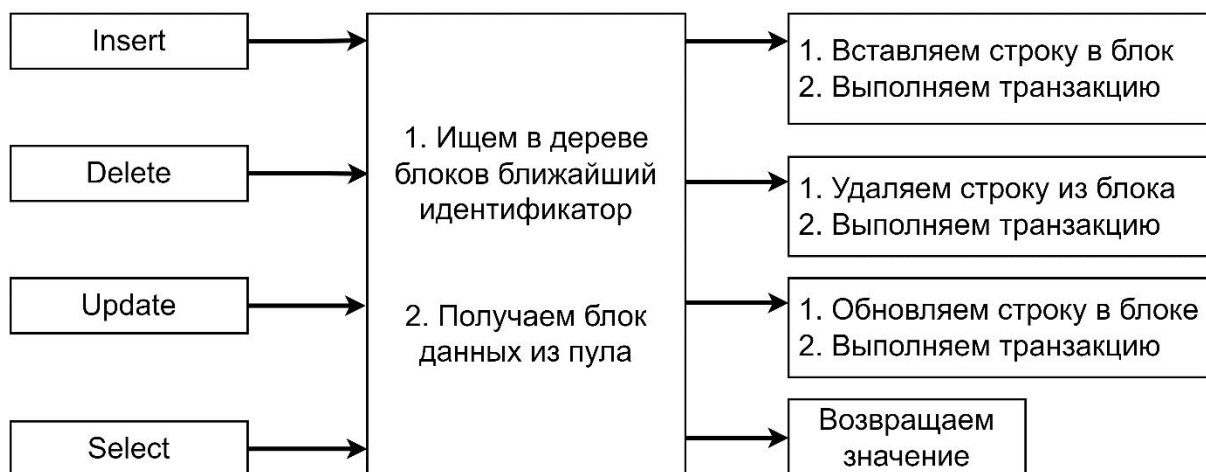 Insert
Delete
Update
Select
1. Ищем в дереве
блоков ближайший
идентификатор
2. Получаем блок
данных из пула
1. Вставляем строку в блок
2. Выполняем транзакцию
1. Удаляем строку из блока
2. Выполняем транзакцию
1. Обновляем строку в блоке
2. Выполняем транзакцию
Возвращаем
значение